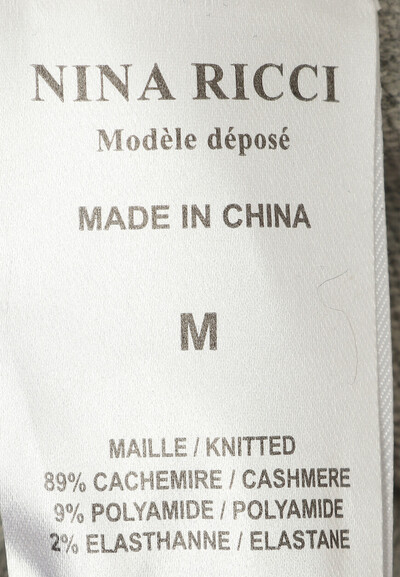 NINA RICCI
Modèle déposé
MADE IN CHINA
M
MAILLE / KNITTED
89% CACHEMIRE / CASHMERE
9% POLYAMIDE / POLYAMIDE
2% ELASTHANNE / ELASTANE